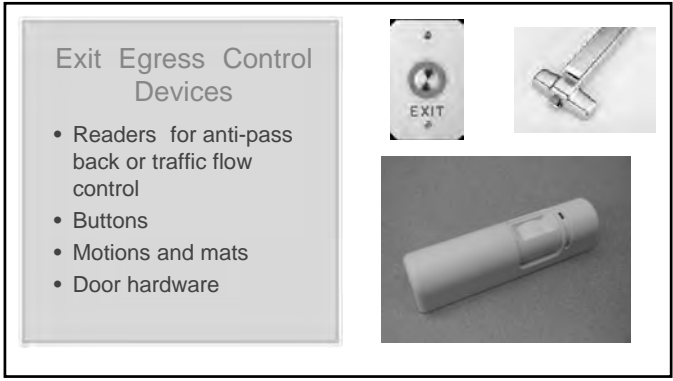 Exit Egress Control
Devices
• Readers for anti-pass
back or traffic flow
control
• Buttons
• Motions and mats
• Door hardware
EXIT